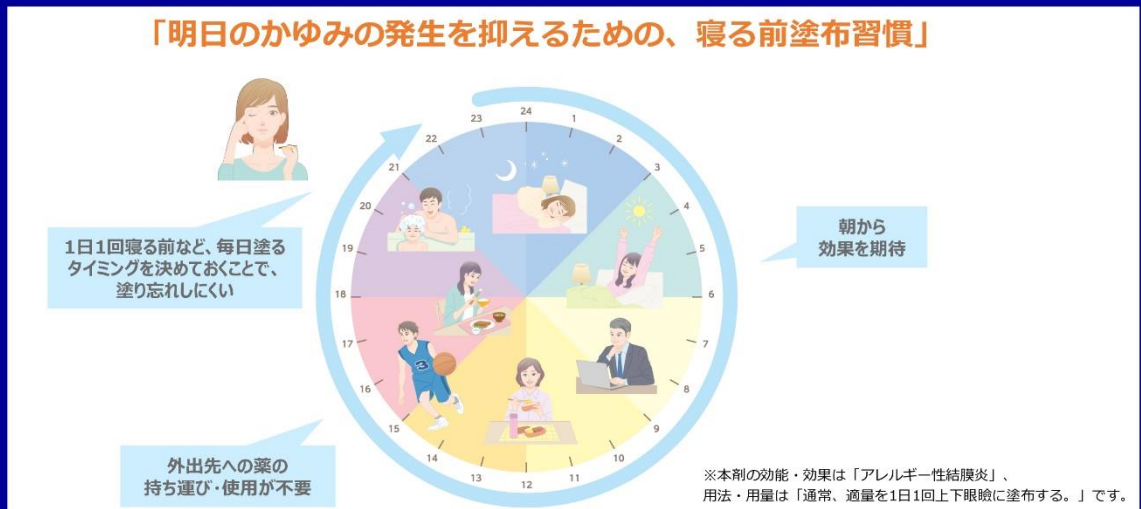 「明日のかゆみの発生を抑えるための、寝る前塗布習慣」
24
1
2
3
4
5
6
7
8
9
10
11
12
13
14
15
16
17
18
19
20
21
22
23
3
1日1回寝る前など、毎日塗る
タイミングを決めておくことで、
塗り忘れしにくい
朝から
効果を期待
外出先への薬の
持ち運び・使用が不要
※本剤の効能・効果は「アレルギー性結膜炎」、
用法・用量は「通常、適量を1日1回上下眼瞼に塗布する。」です。